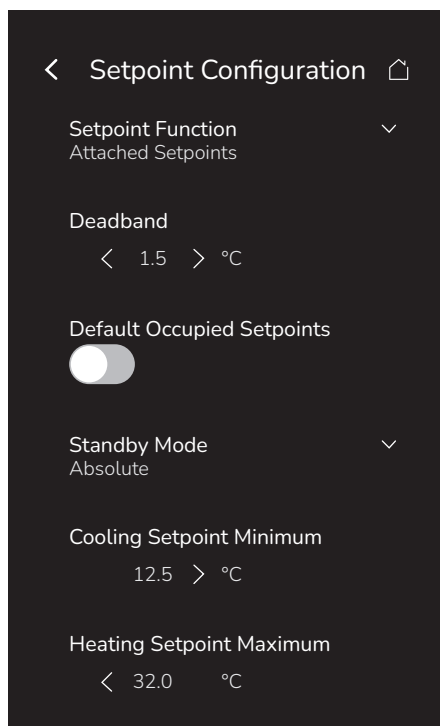 Setpoint Configuration
Setpoint Function
Attached Setpoints
Deadband
1.5 °C
Default Occupied Setpoints
Standby Mode
Absolute
Cooling Setpoint Minimum
12.5 °C
Heating Setpoint Maximum
32.0 °C